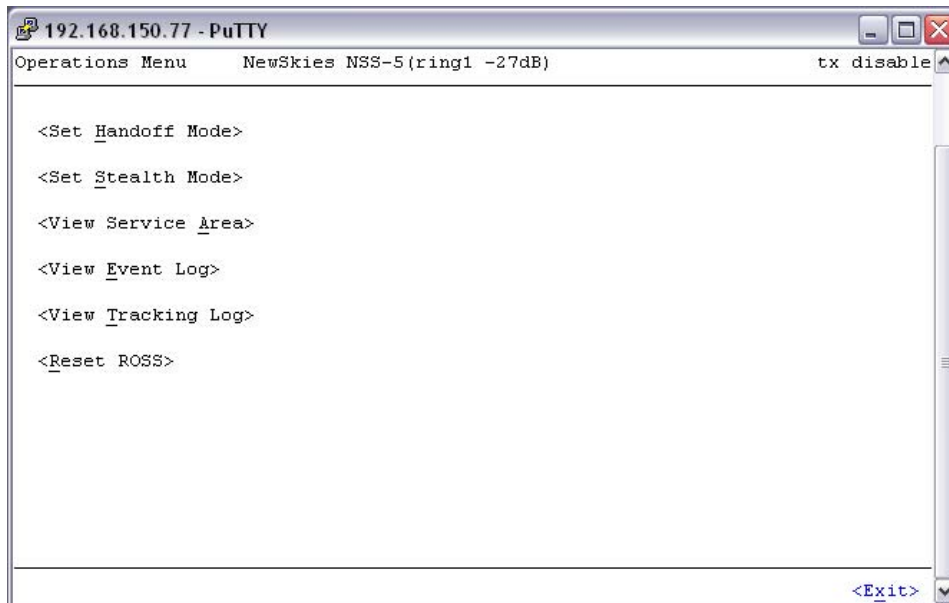 192.168.150.77 - PuTTY
Operations Menu NewSkies NSS-5(ring1 -27dB) tx disable
<Set Handoff Mode>
<Set Stealth Mode>
<View Service Area>
<View Event Log>
<View Tracking Log>
<Reset ROSS>
<Exit>